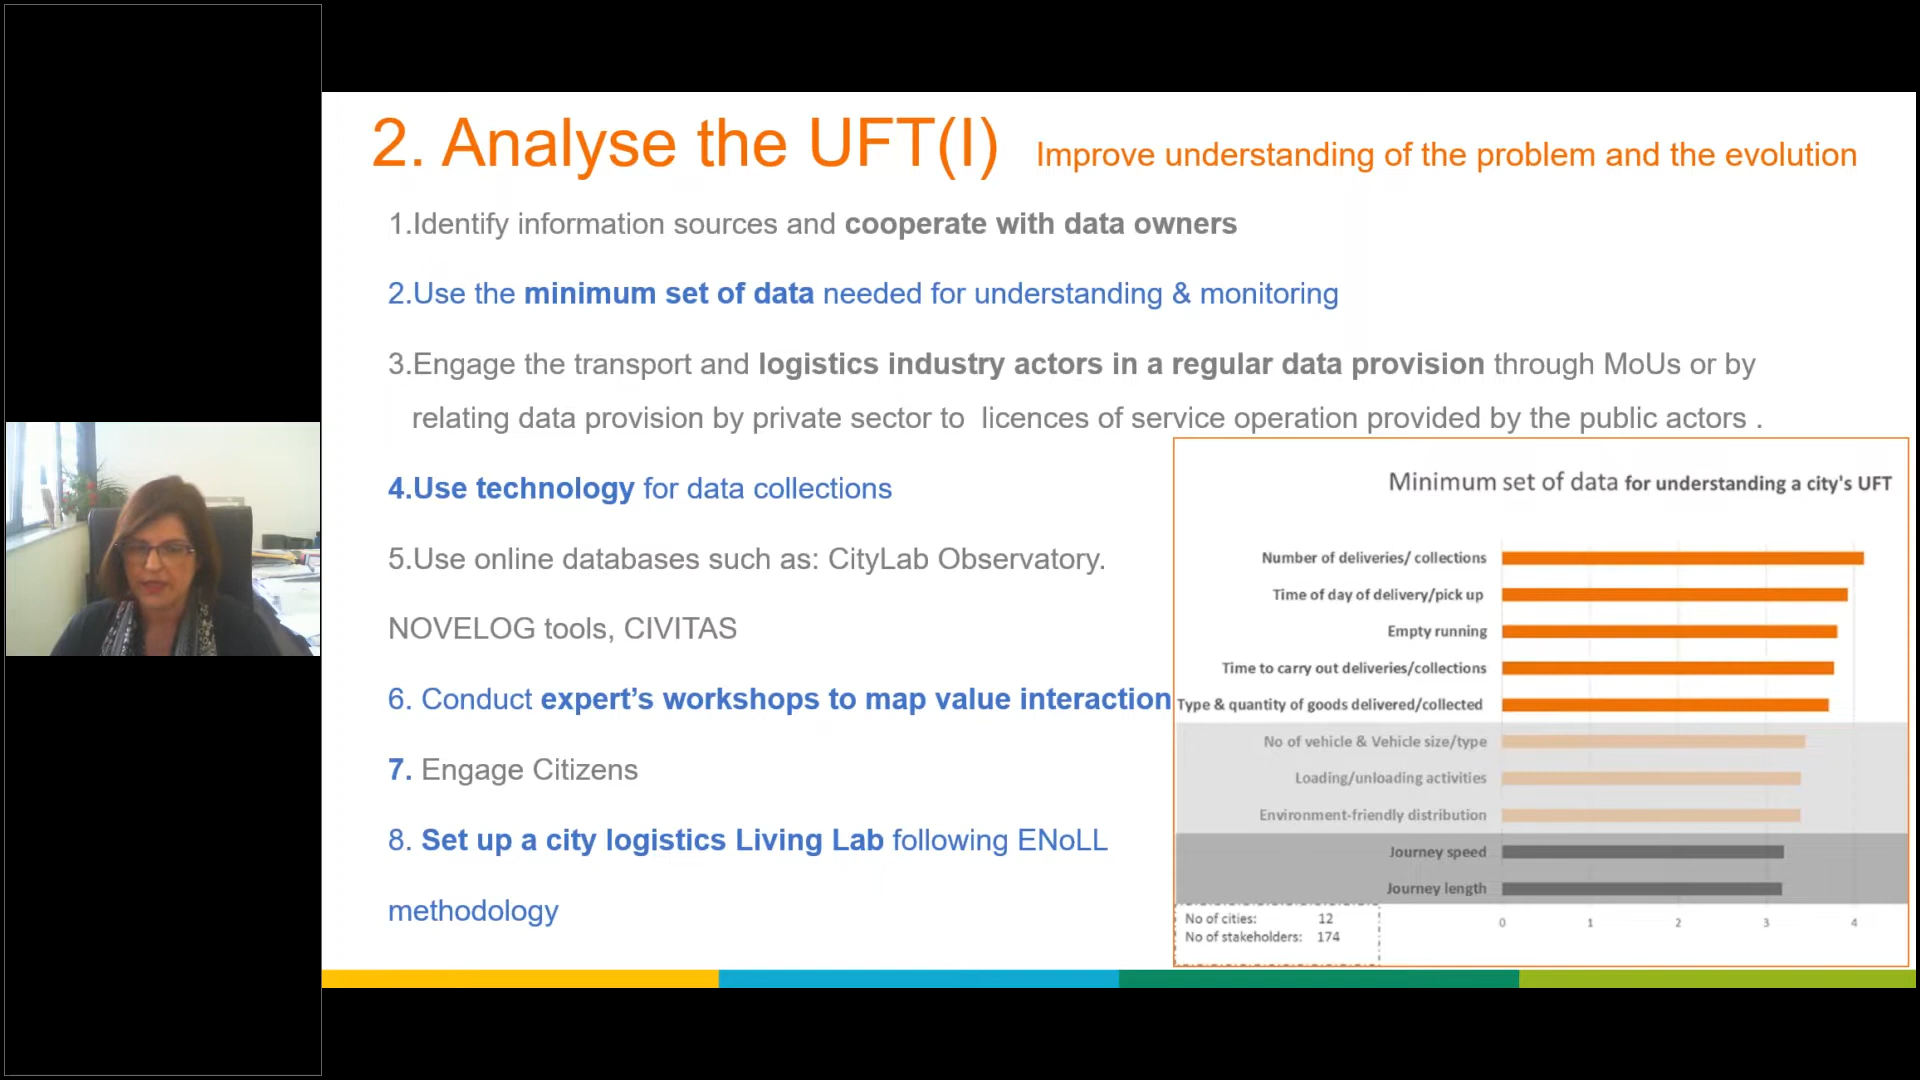 2. Analyse the UFT(I) Improve understanding of the problem and the evolution
1.Identify information sources and cooperate with data owners
2.Use the minimum set of data needed for understanding & monitoring
3.Engage the transport and logistics industry actors in a regular data provision through MoUs or by
relating data provision by private sector to licences of service operation provided by the public actors .
4.Use technology for data collections
5.Use online databases such as: CityLab Observatory.
NOVELOG tools, CIVITAS
6. Conduct expert’s workshops to map value interaction
7. Engage Citizens
8. Set up a city logistics Living Lab following ENoLL
methodology
Minimum set of data for understanding a city's UFT
Number of deliveries/ collections
Time of day of delivery/pick up
Empty running
Time to carry out deliveries/collections
Type & quantity of goods delivered/collected
No of vehicle & Vehicle size/type
Loading/unloading activities
Environment-friendly distribution
Journey speed
Journey length
0 1 2 3 4
No of cities: 12
No of stakeholders: 174